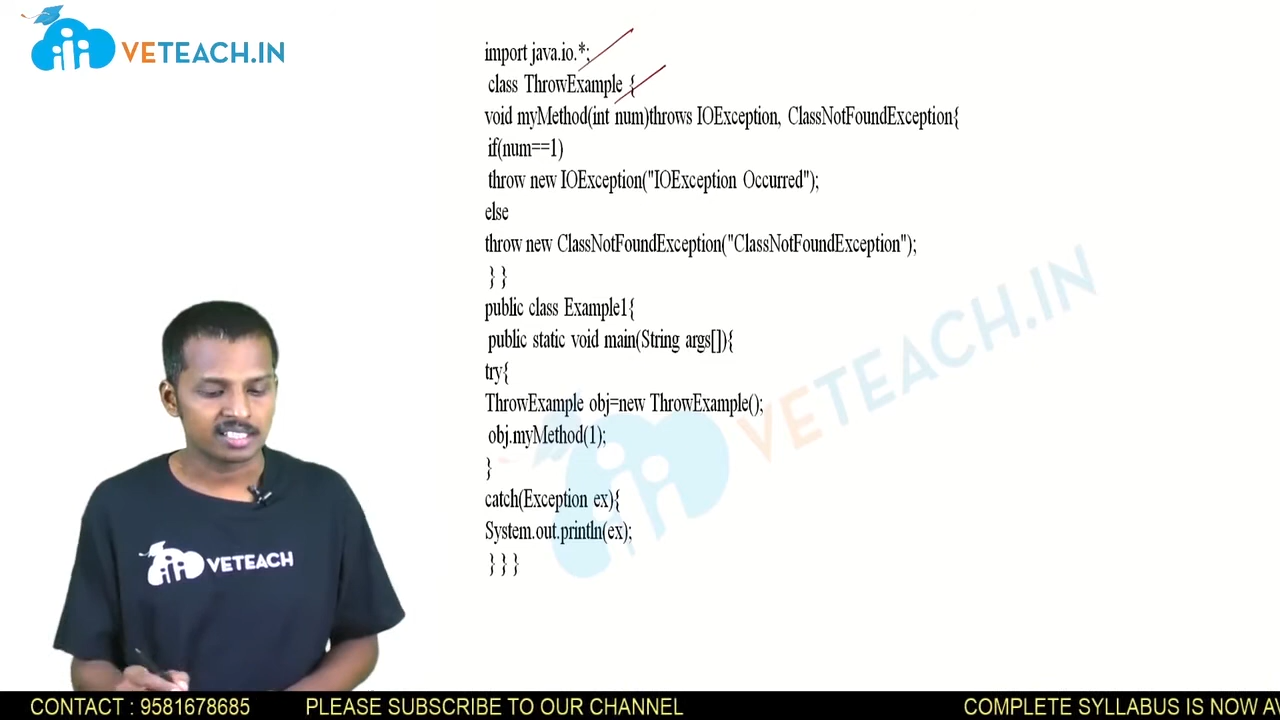 VETEACH.IN
import java.io.*;
class ThrowExample {
void myMethod(int num)throws IOException, ClassNotFoundException{
if(num==1)
throw new IOException("IOException Occurred");
else
throw new ClassNotFoundException("ClassNotFoundException");
} }
public class Example1{
public static void main(String args[]){
try{
ThrowExample obj=new ThrowExample();
obj.myMethod(1);
}
catch(Exception ex){
System.out.println(ex);
} } }
VETEACH.IN
VETEACH
CONTACT : 9581678685 PLEASE SUBSCRIBE TO OUR CHANNEL COMPLETE SYLLABUS IS NOW AV